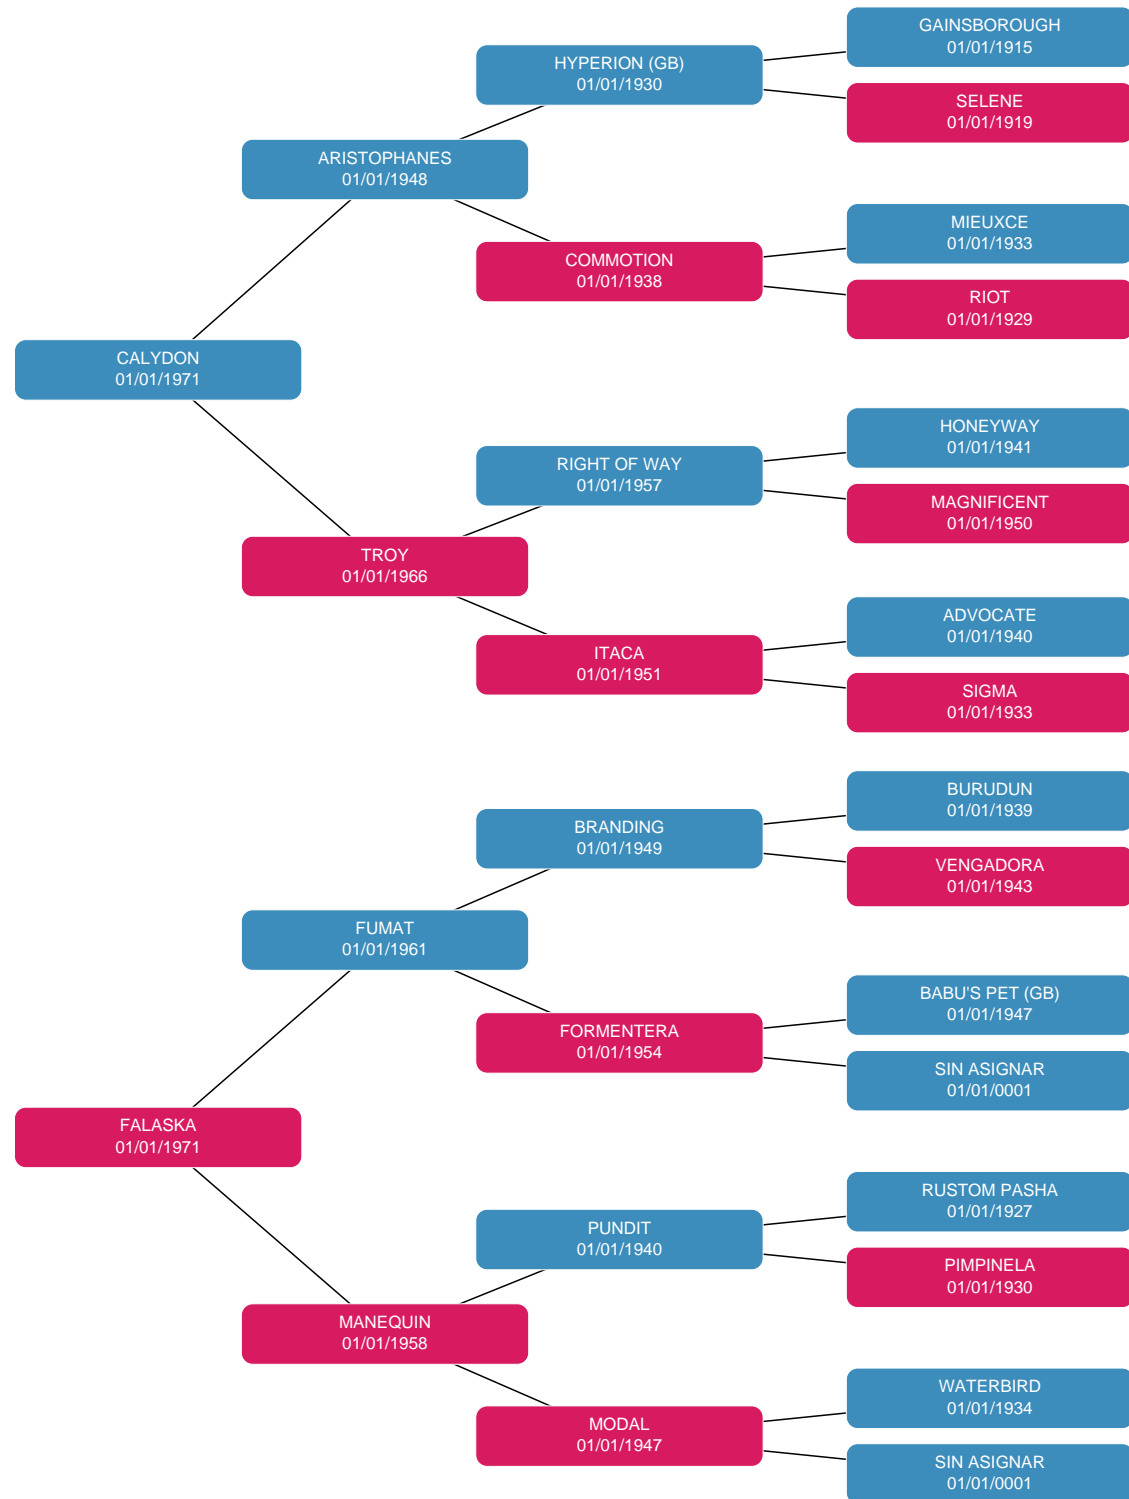 GAINSBOROUGH
01/01/1915
HYPERION (GB)
01/01/1930
SELENE
01/01/1919
ARISTOPHANES
01/01/1948
MIEUXCE
01/01/1933
COMMOTION
01/01/1938
RIOT
01/01/1929
CALYDON
01/01/1971
HONEYWAY
01/01/1941
RIGHT OF WAY
01/01/1957
MAGNIFICENT
01/01/1950
TROY
01/01/1966
ADVOCATE
01/01/1940
ITACA
01/01/1951
SIGMA
01/01/1933
BURUDUN
01/01/1939
BRANDING
01/01/1949
VENGADORA
01/01/1943
FUMAT
01/01/1961
BABU'S PET (GB)
01/01/1947
FORMENTERA
01/01/1954
SIN ASIGNAR
01/01/0001
FALASKA
01/01/1971
RUSTOM PASHA
01/01/1927
PUNDIT
01/01/1940
PIMPINELA
01/01/1930
MANEQUIN
01/01/1958
WATERBIRD
01/01/1934
MODAL
01/01/1947
SIN ASIGNAR
01/01/0001